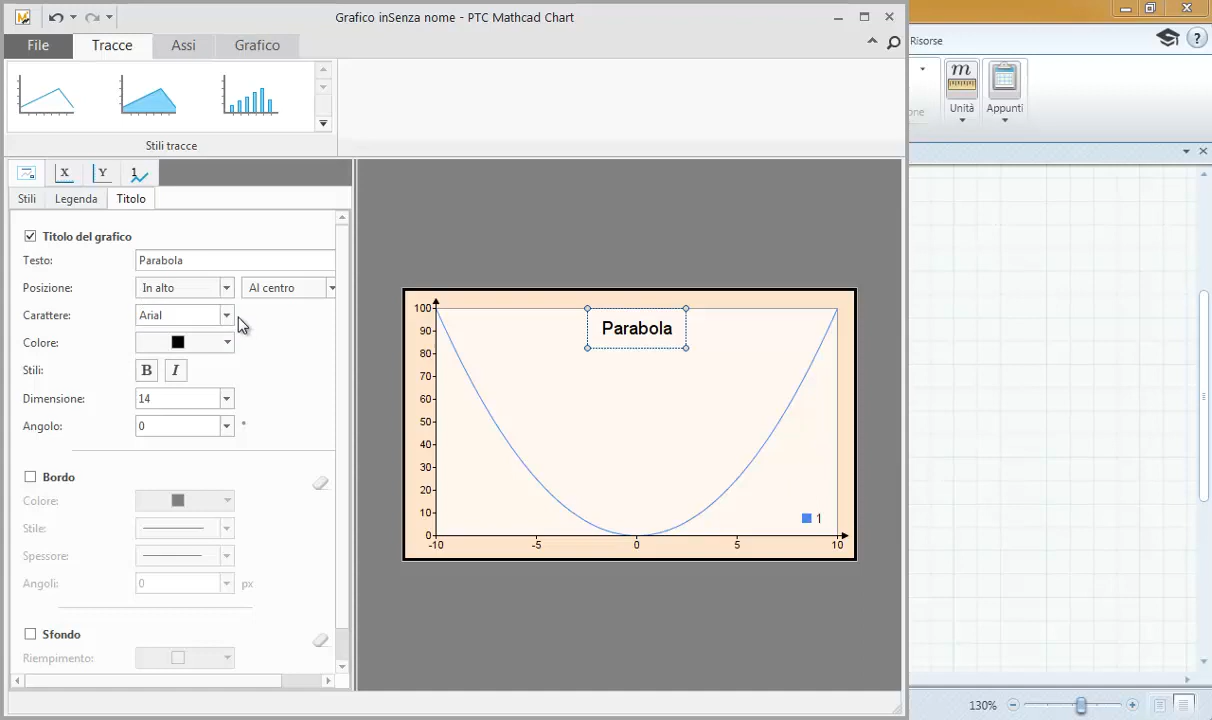 Grafico inSenza nome - PTC Mathcad Chart
File Tracce Assi Grafico
Risorse
?
m
Unità Appunti
one
Stili tracce
X Y 1
Stili Legenda Titolo
Titolo del grafico
Testo: Parabola
Posizione: In alto Al centro
Carattere: Arial
Colore:
Stili: B I
Dimensione: 14
Angolo: 0 °
Bordo
Colore:
Stile:
Spessore:
Angoli: 0 px
Sfondo
Riempimento:
Parabola
100
90
80
70
60
50
40
30
20
10
0
1
-10 -5 0 5 10
130%